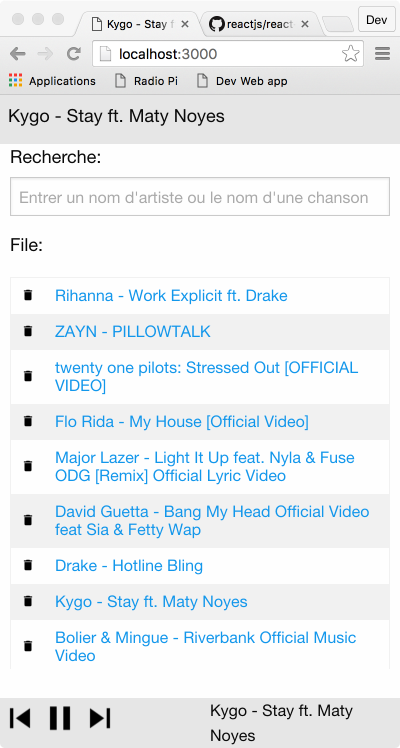 Kygo - Stay f
reactjs/react
Dev
localhost:3000
Applications
Radio Pi
Dev Web app
Kygo - Stay ft. Maty Noyes
Recherche:
Entrer un nom d'artiste ou le nom d'une chanson
File:
Rihanna - Work Explicit ft. Drake
ZAYN - PILLOWTALK
twenty one pilots: Stressed Out [OFFICIAL
VIDEO]
Flo Rida - My House [Official Video]
Major Lazer - Light It Up feat. Nyla & Fuse
ODG [Remix] Official Lyric Video
David Guetta - Bang My Head Official Video
feat Sia & Fetty Wap
Drake - Hotline Bling
Kygo - Stay ft. Maty Noyes
Bolier & Mingue - Riverbank Official Music
Video
Kygo - Stay ft. Maty
Noyes